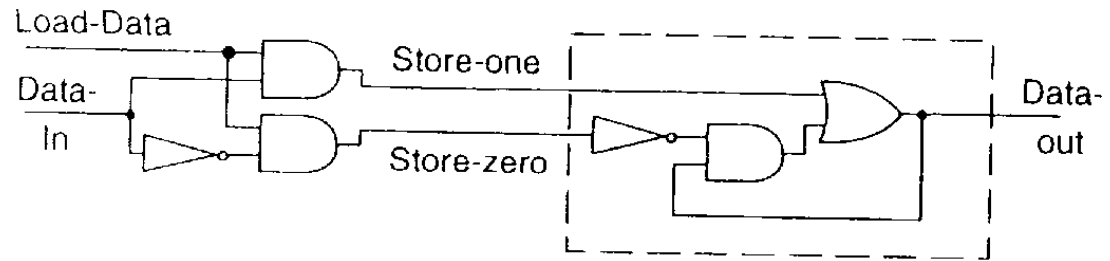 Load-Data
Data-
In
Store-one
Store-zero
Data-
out